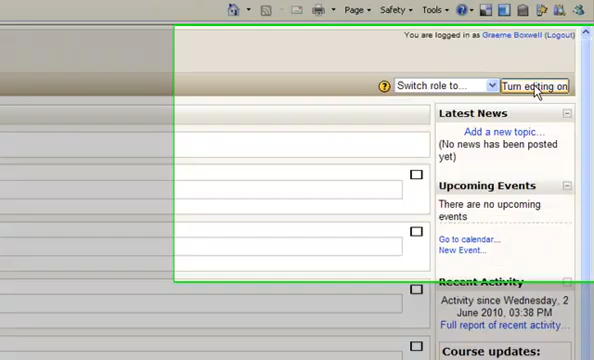 Page
Safety
Tools
You are logged in as Graeme Boxwell (Logout)
Switch role to...
Turn editing on
Latest News
Add a new topic...
(No news has been posted
yet)
Upcoming Events
There are no upcoming
events
Go to calendar...
New Event...
Recent Activity
Activity since Wednesday, 2
June 2010, 03:38 PM
Full report of recent activity...
Course updates: